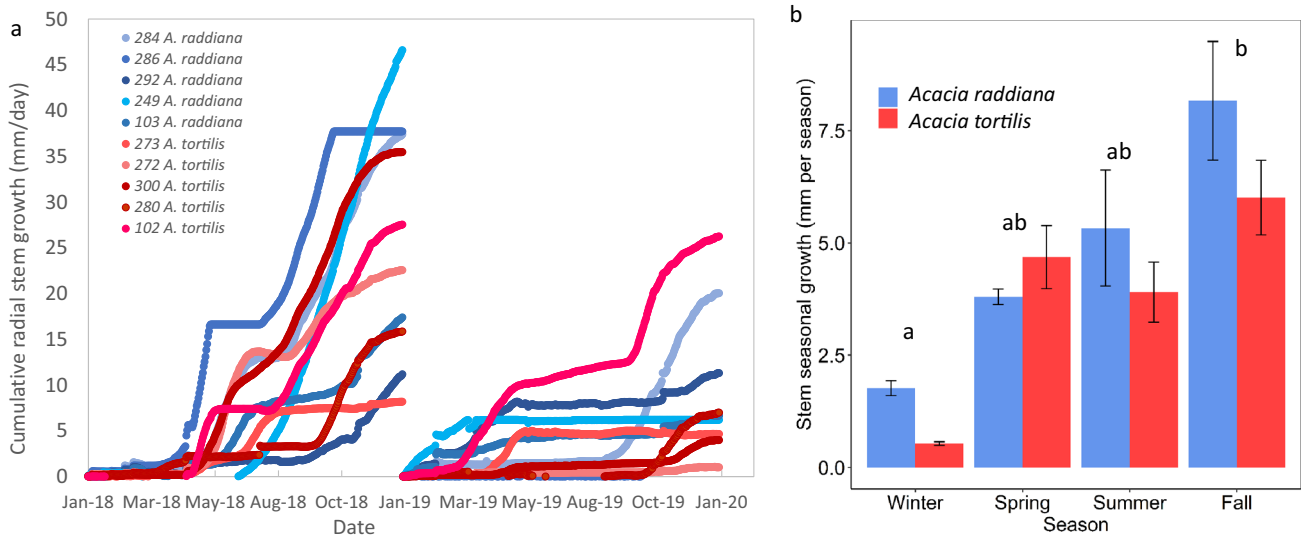 a
Cumulative radial stem growth (mm/day)
50
45
40
35
30
25
20
15
10
5
0
284 A. raddiana
286 A. raddiana
292 A. raddiana
249 A. raddiana
103 A. raddiana
273 A. tortilis
272 A. tortilis
300 A. tortilis
280 A. tortilis
102 A. tortilis
Jan-18 Mar-18 May-18 Aug-18 Oct-18 Jan-19 Mar-19 May-19 Aug-19 Oct-19 Jan-20
Date
b
Stem seasonal growth (mm per season)
7.5
5.0
2.5
0.0
Acacia raddiana
Acacia tortilis
a
ab
ab
b
Winter Spring Summer Fall
Season